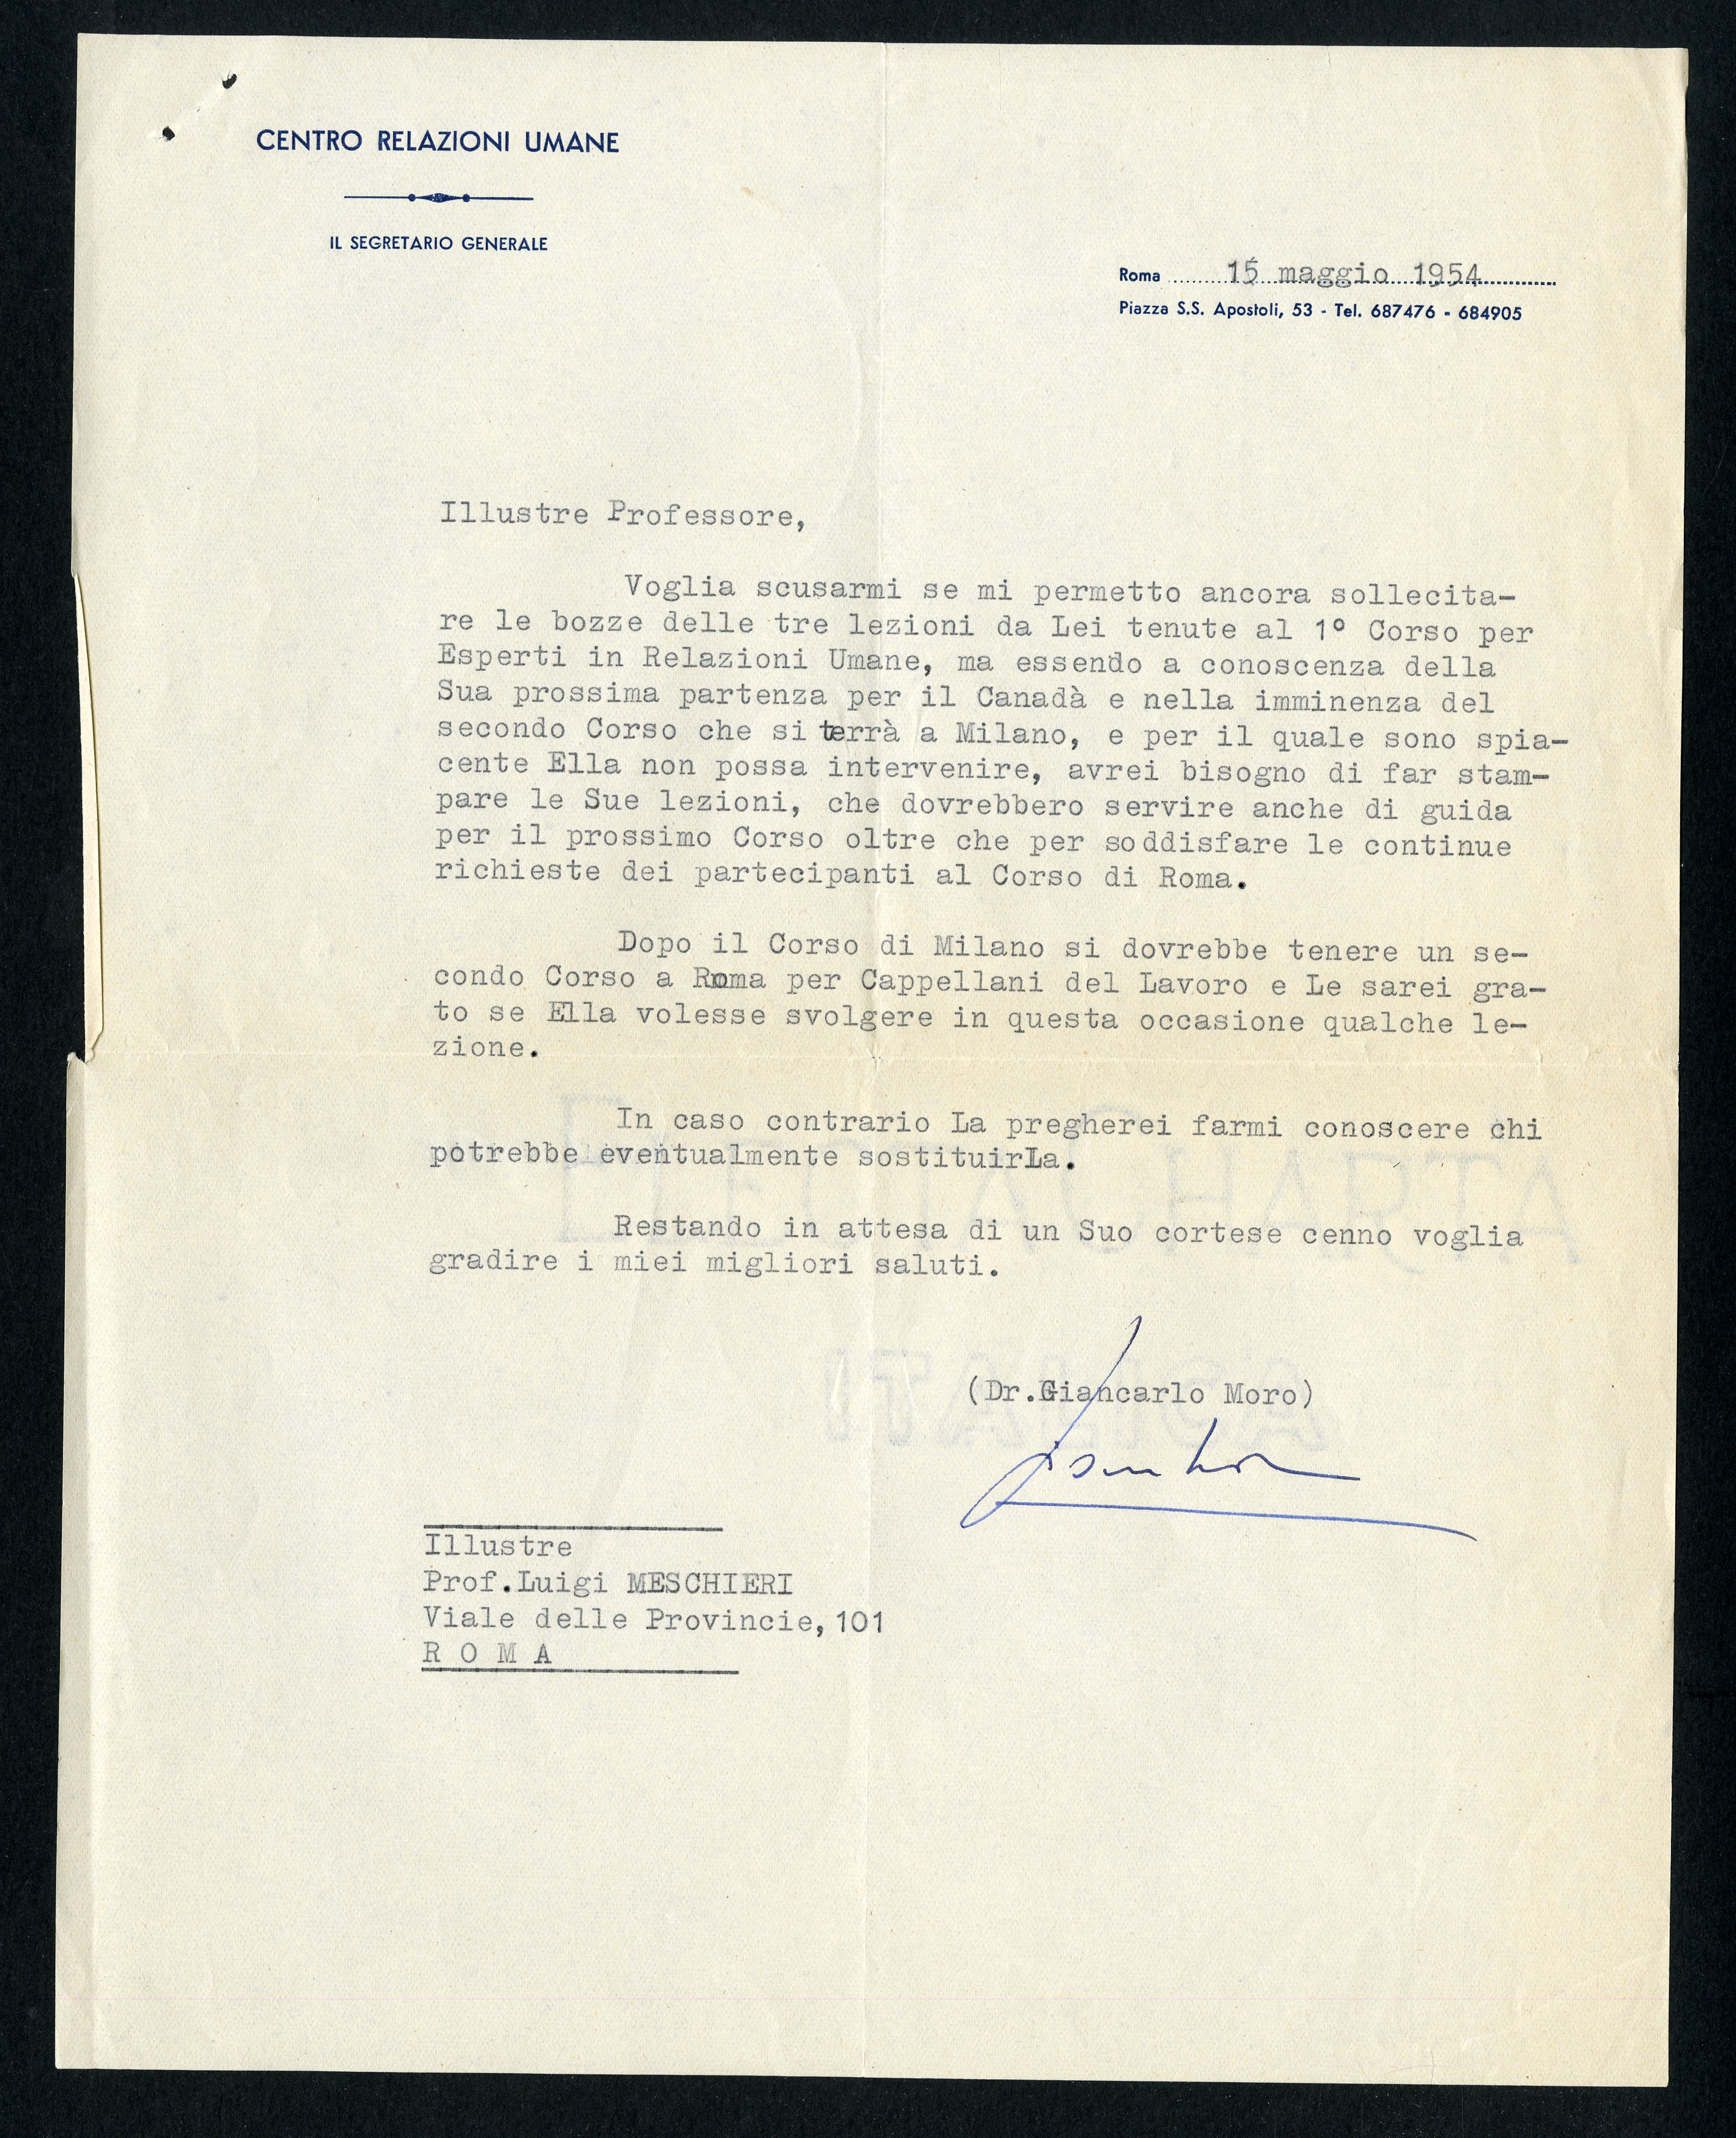 CENTRO RELAZIONI UMANE
IL SEGRETARIO GENERALE
Roma 15 maggio 1954
Piazza S.S. Apostoli, 53 - Tel. 687476 - 684905
Illustre Professore,
Voglia scusarmi se mi permetto ancora sollecita-
re le bozze delle tre lezioni da Lei tenute al 1° Corso per
Esperti in Relazioni Umane, ma essendo a conoscenza della
Sua prossima partenza per il Canadà e nella imminenza del
secondo Corso che si terrà a Milano, e per il quale sono spia-
cente Ella non possa intervenire, avrei bisogno di far stam-
pare le Sue lezioni, che dovrebbero servire anche di guida
per il prossimo Corso oltre che per soddisfare le continue
richieste dei partecipanti al Corso di Roma.
Dopo il Corso di Milano si dovrebbe tenere un se-
condo Corso a Roma per Cappellani del Lavoro e Le sarei gra-
to se Ella volesse svolgere in questa occasione qualche le-
zione.
In caso contrario La pregherei farmi conoscere chi
potrebbe eventualmente sostituirLa.
Restando in attesa di un Suo cortese cenno voglia
gradire i miei migliori saluti.
(Dr.Giancarlo Moro)
Illustre
Prof.Luigi MESCHIERI
Viale delle Provincie, 101
R O M A